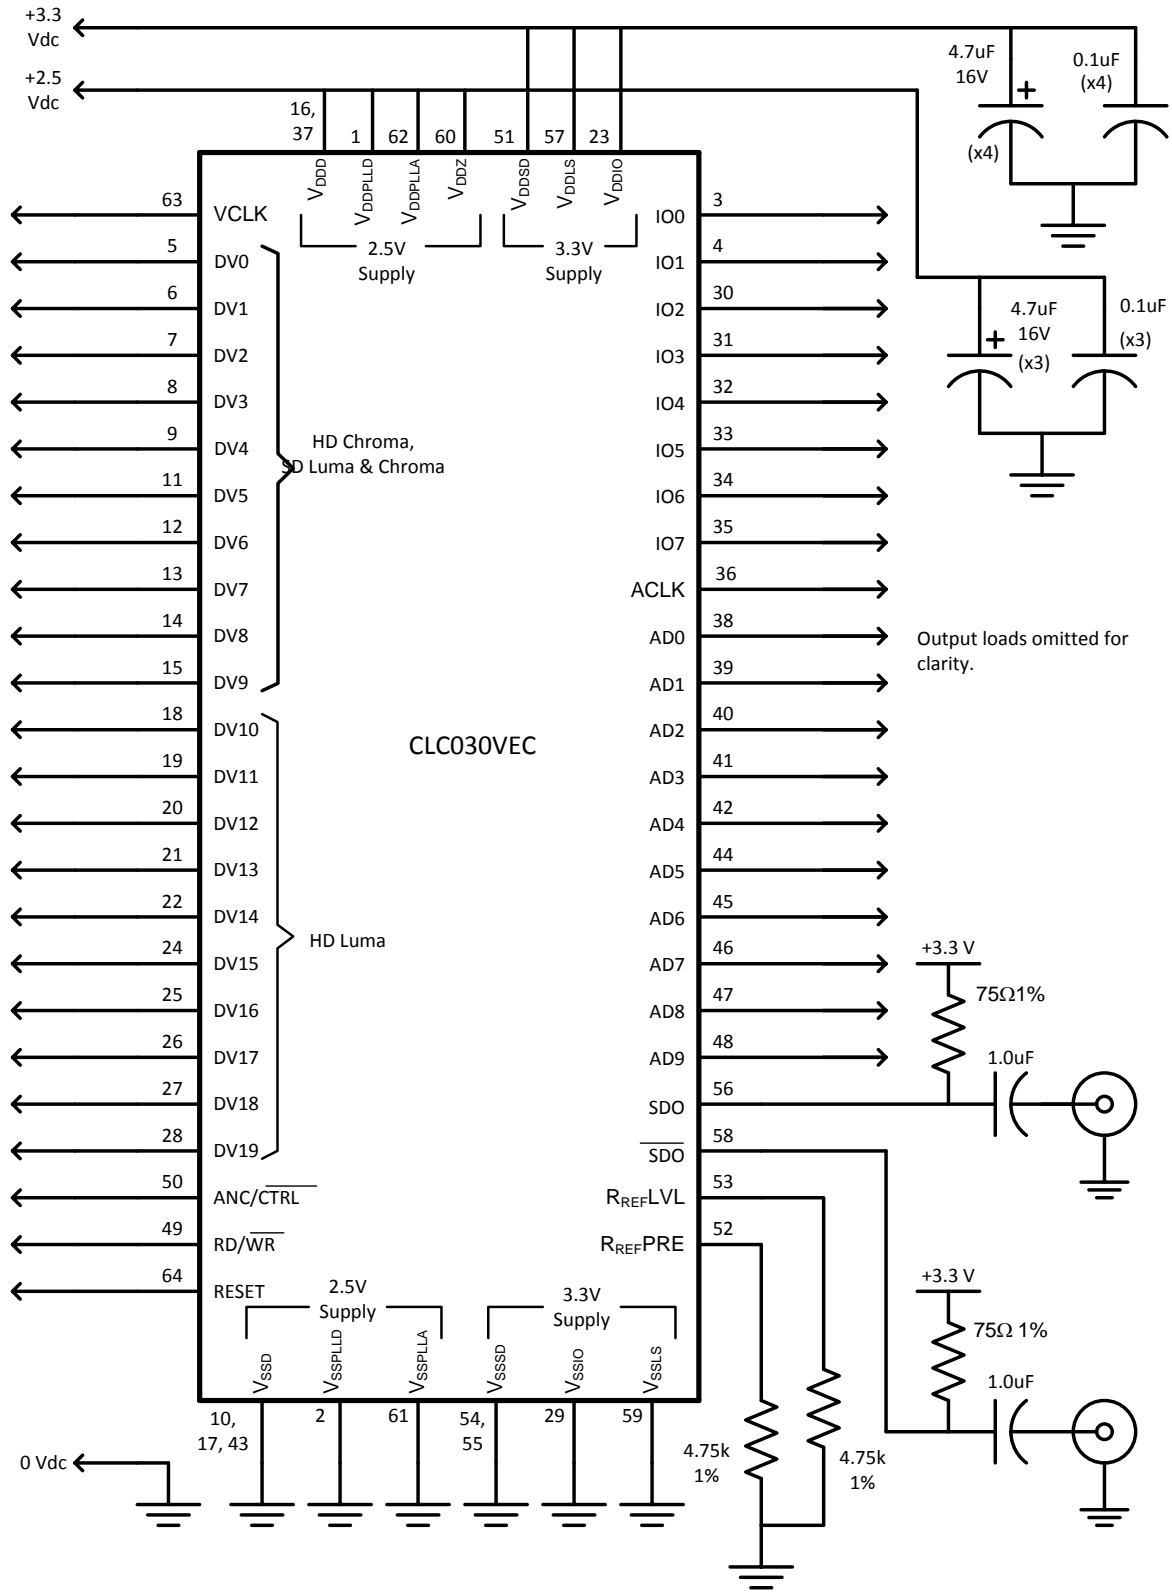 +3.3
Vdc
+2.5
Vdc
4.7uF
16V
+
(x4)
0.1uF
(x4)
16,
37
1
62
60
51
57
23
VDDD
VDDPLLD
VDDPLLA
VDDZ
VDDSD
VDDLS
VDDIO
2.5V
Supply
3.3V
Supply
4.7uF
16V
+
(x3)
0.1uF
(x3)
63
VCLK
5
DV0
6
DV1
7
DV2
8
DV3
9
DV4
11
DV5
12
DV6
13
DV7
14
DV8
15
DV9
18
DV10
19
DV11
20
DV12
21
DV13
22
DV14
24
DV15
25
DV16
26
DV17
27
DV18
28
DV19
50
ANC/CTRL
49
RD/WR
64
RESET
HD Chroma,
SD Luma & Chroma
HD Luma
CLC030VEC
IO0
3
IO1
4
IO2
30
IO3
31
IO4
32
IO5
33
IO6
34
IO7
35
ACLK
36
AD0
38
AD1
39
AD2
40
AD3
41
AD4
42
AD5
44
AD6
45
AD7
46
AD8
47
AD9
48
SDO
56
SDO
58
RREFLVL
53
RREFPRE
52
Output loads omitted for
clarity.
+3.3 V
75Ω1%
1.0uF
+3.3 V
75Ω 1%
1.0uF
2.5V
Supply
3.3V
Supply
VSSD
VSSPLLD
VSSPLLA
VSSSD
VSSIO
VSSLS
10,
17, 43
2
61
54,
55
29
59
0 Vdc
4.75k
1%
4.75k
1%